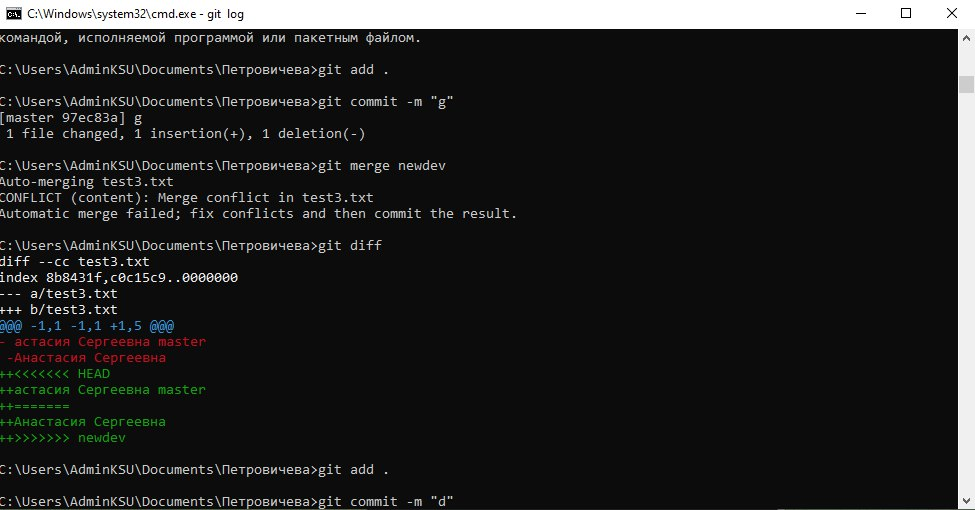 C:\Windows\system32\cmd.exe - git log
командой, исполняемой программой или пакетным файлом.
C:\Users\AdminKSU\Documents\Петровичева>git add .
C:\Users\AdminKSU\Documents\Петровичева>git commit -m "g"
[master 97ec83a] g
1 file changed, 1 insertion(+), 1 deletion(-)
C:\Users\AdminKSU\Documents\Петровичева>git merge newdev
Auto-merging test3.txt
CONFLICT (content): Merge conflict in test3.txt
Automatic merge failed; fix conflicts and then commit the result.
C:\Users\AdminKSU\Documents\Петровичева>git diff
diff --cc test3.txt
index 8b8431f,c0c15c9..0000000
--- a/test3.txt
+++ b/test3.txt
@@@ -1,1 -1,1 +1,5 @@@
- астасия Сергеевна master
 -Анастасия Сергеевна
++<<<<<<< HEAD
++астасия Сергеевна master
++=======
++Анастасия Сергеевна
++>>>>>>> newdev
C:\Users\AdminKSU\Documents\Петровичева>git add .
C:\Users\AdminKSU\Documents\Петровичева>git commit -m "d"